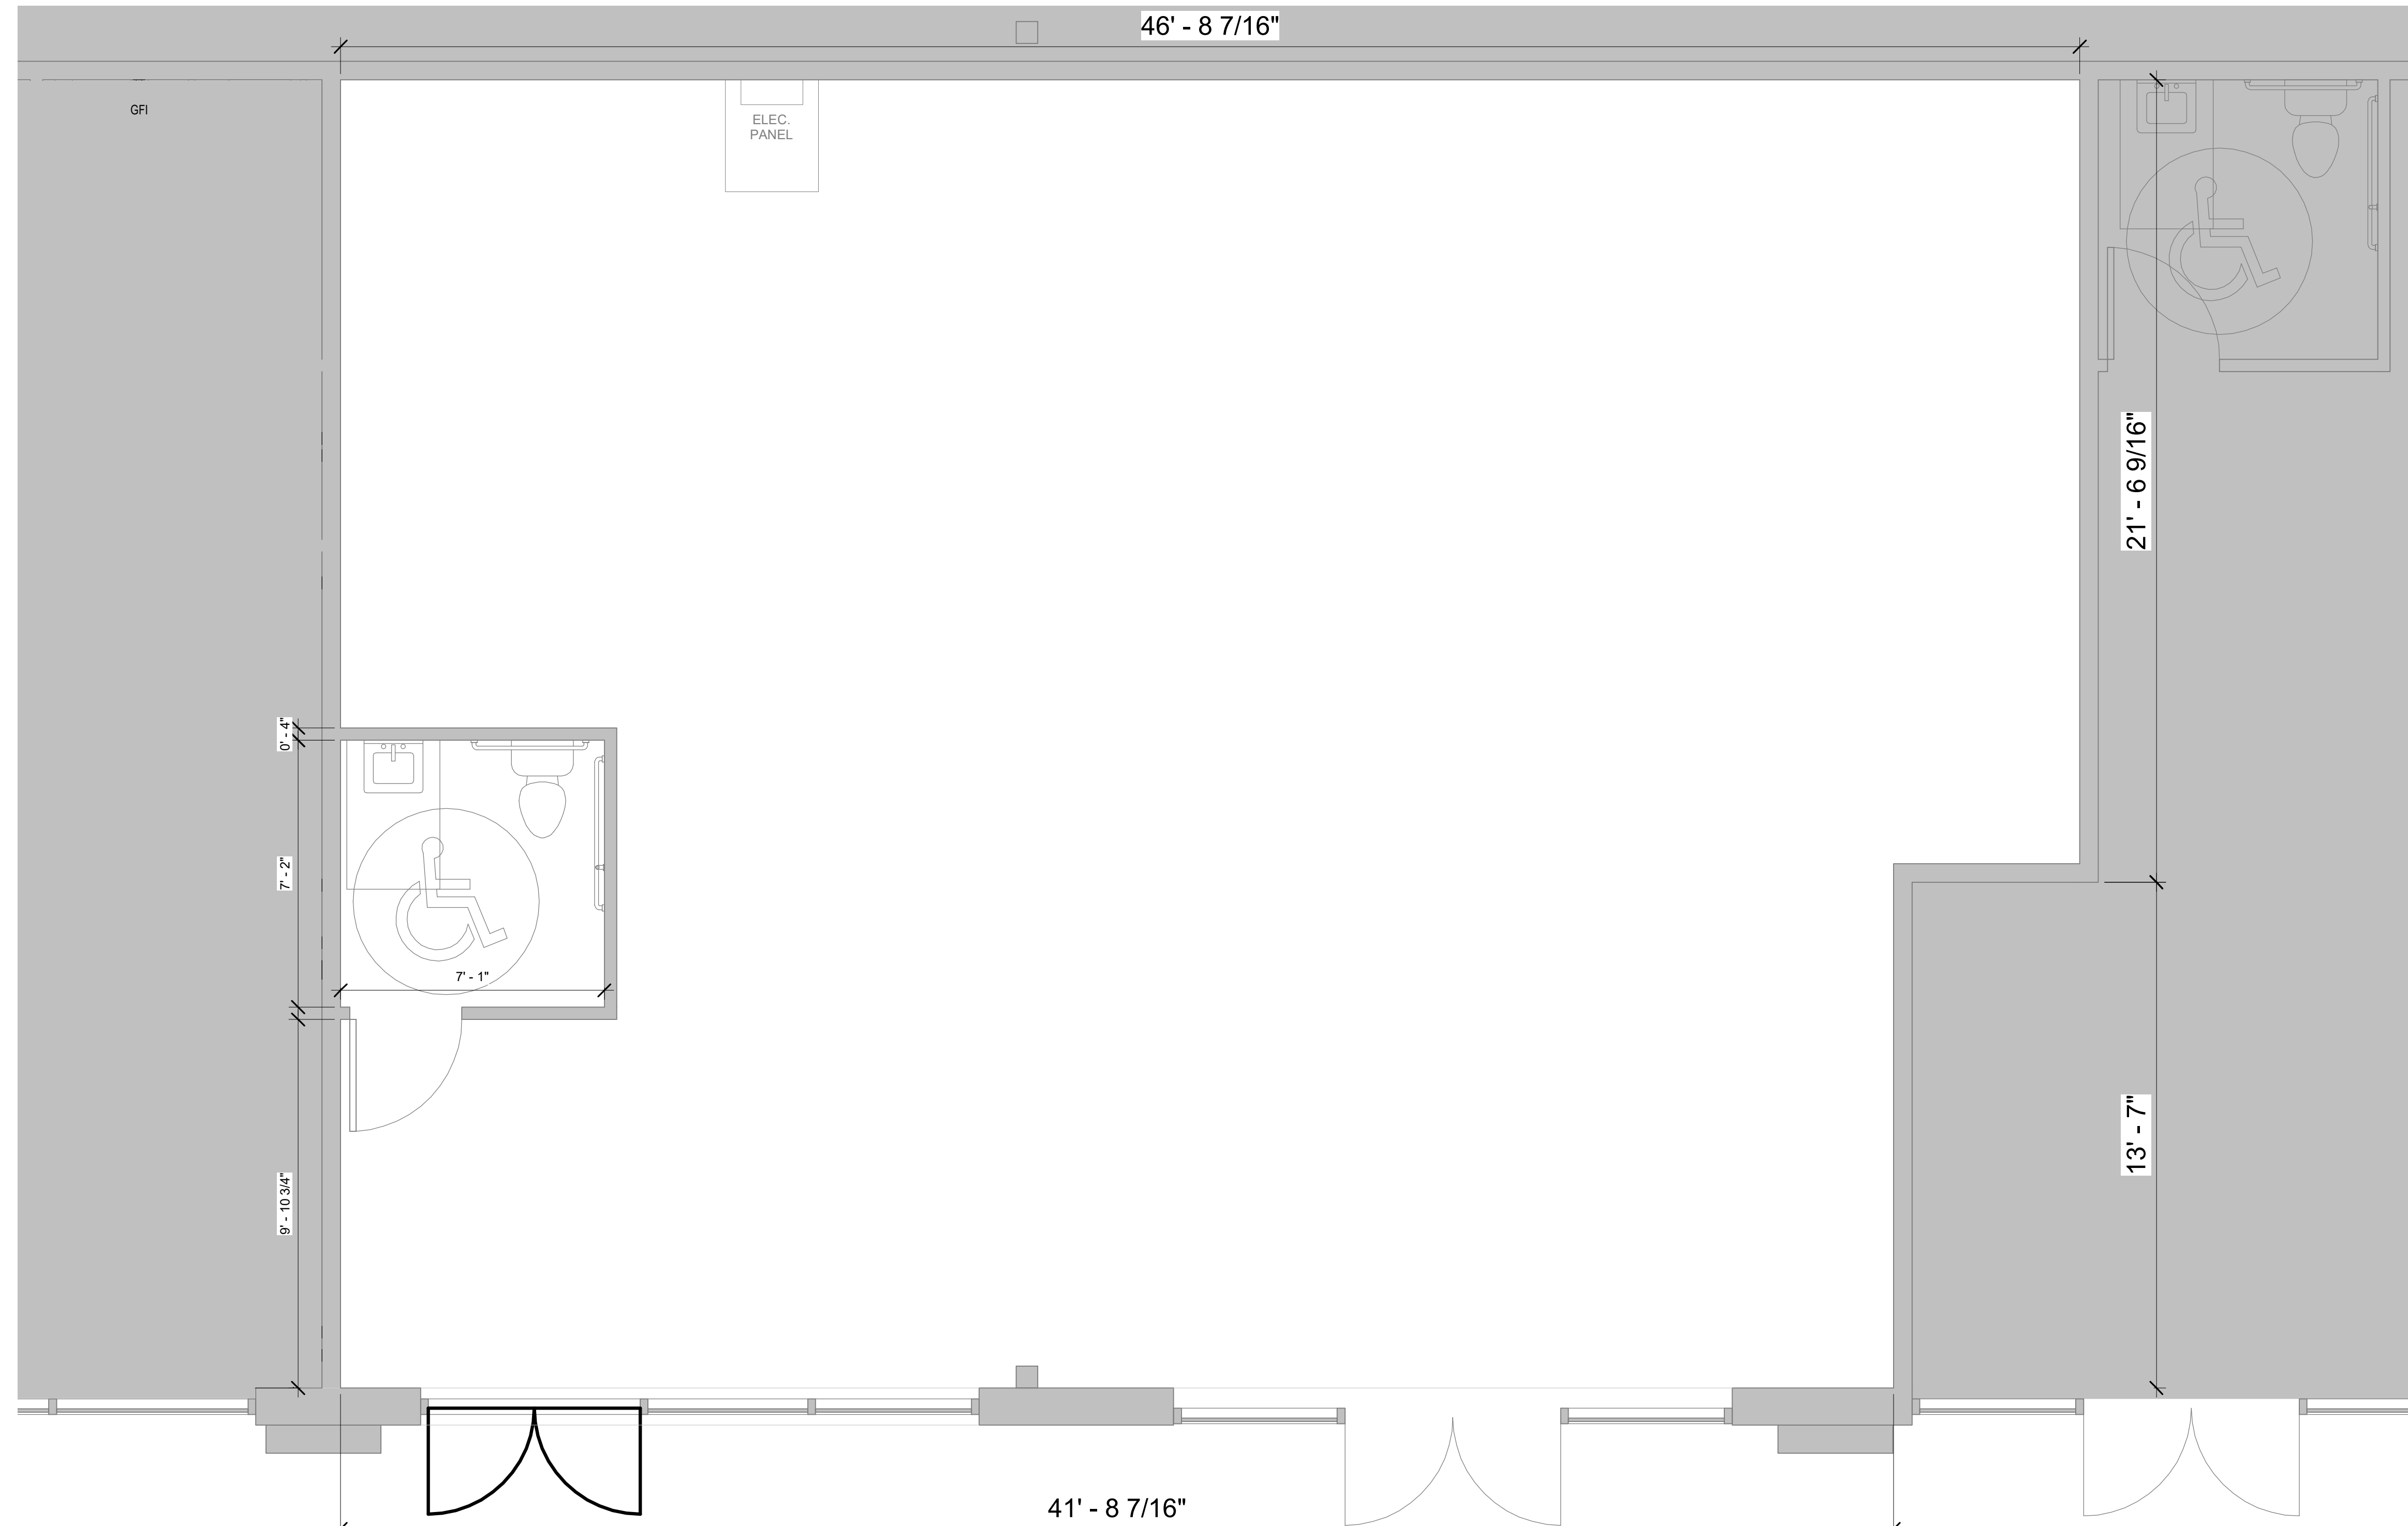 46' - 8 7/16"
GFI
ELEC.
PANEL
21' - 6 9/16"
0' - 4"
7' - 2"
7' - 1"
13' - 7"
9' - 10 3/4"
41' - 8 7/16"